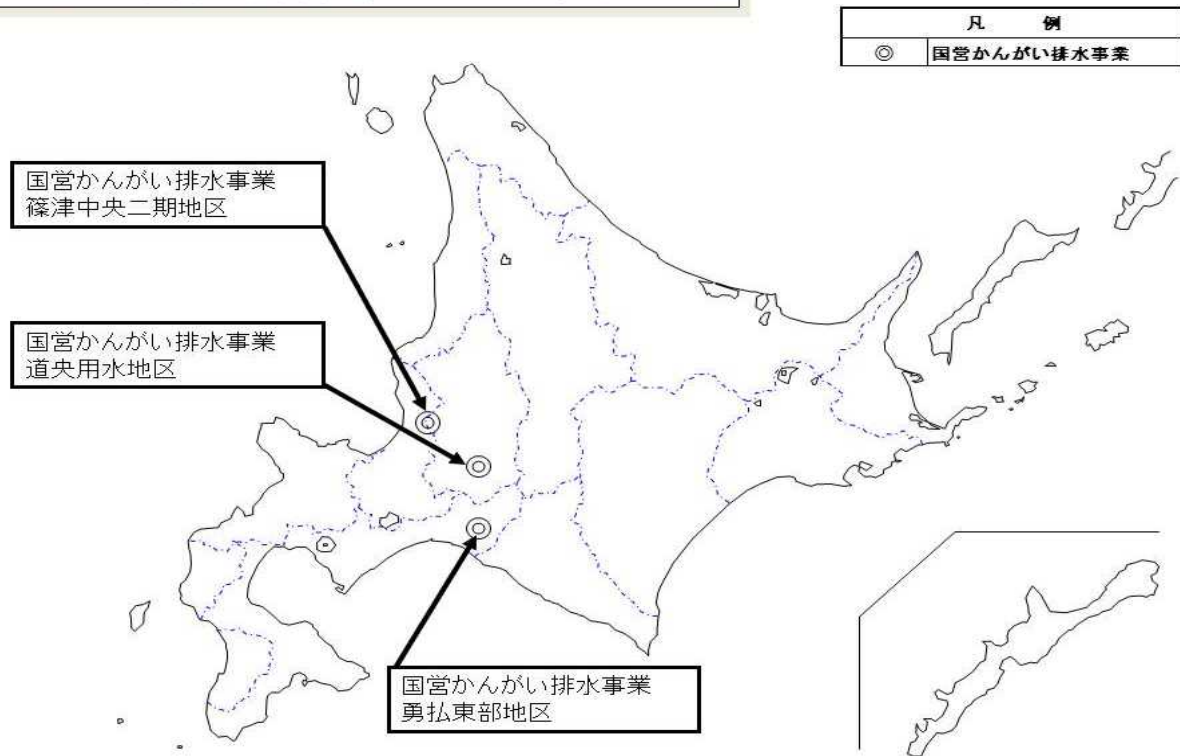 凡 例
◎ 国営かんがい排水事業
国営かんがい排水事業
篠津中央二期地区
国営かんがい排水事業
道央用水地区
国営かんがい排水事業
勇払東部地区